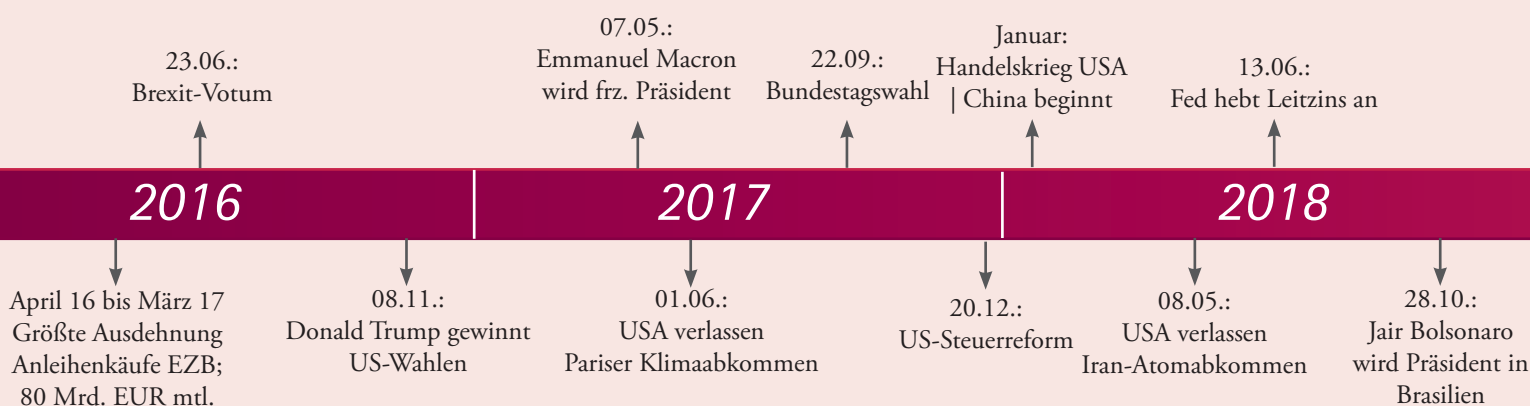 23.06.:
Brexit-Votum
07.05.:
Emmanuel Macron
wird frz. Präsident
22.09.:
Bundestagswahl
Januar:
Handelskrieg USA
| China beginnt
13.06.:
Fed hebt Leitzins an
2016
2017
2018
April 16 bis März 17
Größte Ausdehnung
Anleihenkäufe EZB;
80 Mrd. EUR mtl.
08.11.:
Donald Trump gewinnt
US-Wahlen
01.06.:
USA verlassen
Pariser Klimaabkommen
20.12.:
US-Steuerreform
08.05.:
USA verlassen
Iran-Atomabkommen
28.10.:
Jair Bolsonaro
wird Präsident in
Brasilien